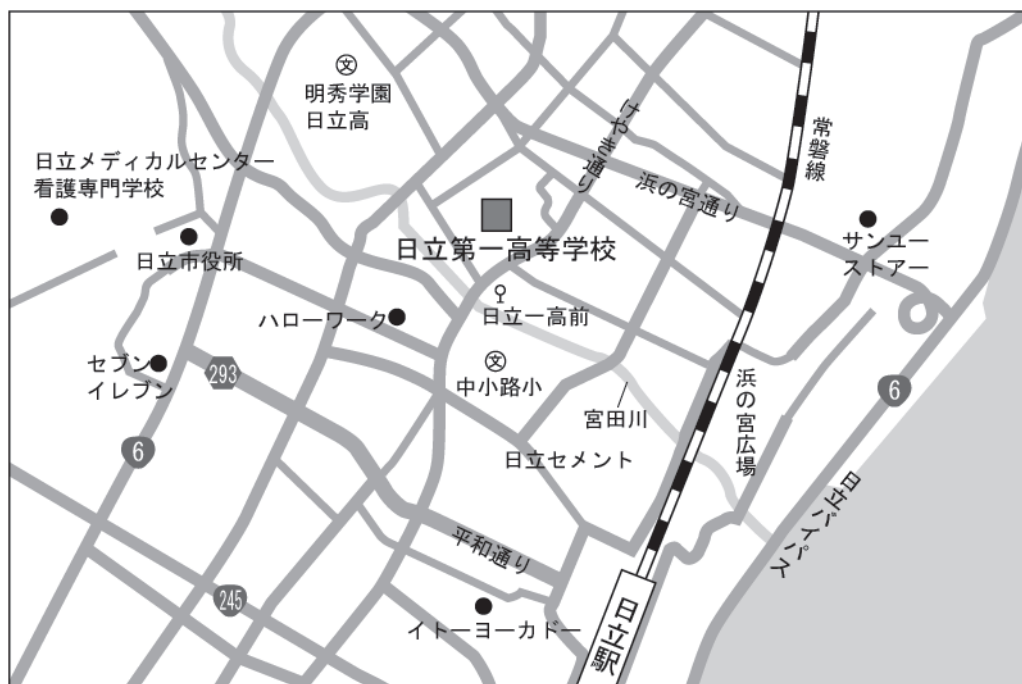 明秀学園
日立高
けやき通り
常磐線
日立メディカルセンター
看護専門学校
浜の宮通り
サンユー
ストアー
日立市役所
日立第一高等学校
ハローワーク
日立一高前
セブン
イレブン
293
中小路小
宮田川
浜の宮広場
6
6
日立セメント
日立バイパス
平和通り
245
イトーヨーカドー
日立駅
文
文